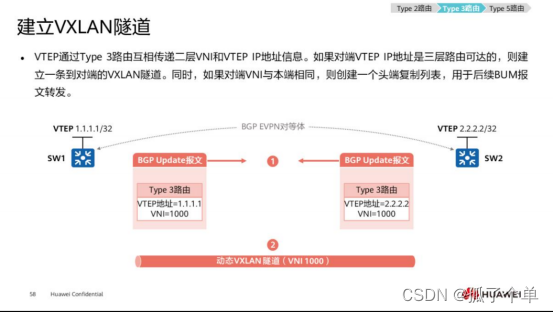 Type 2路由 Type 3路由 Type 5路由
建立VXLAN隧道
• VTEP通过Type 3路由互相传递二层VNI和VTEP IP地址信息。如果对端VTEP IP地址是三层路由可达的，则建
立一条到对端的VXLAN隧道。同时，如果对端VNI与本端相同，则创建一个头端复制列表，用于后续BUM报
文转发。
VTEP 1.1.1.1/32
BGP EVPN对等体
VTEP 2.2.2.2/32
SW1
SW2
BGP Update报文
1
BGP Update报文
Type 3路由
Type 3路由
VTEP地址=1.1.1.1
VTEP地址=2.2.2.2
VNI=1000
VNI=1000
2
动态VXLAN隧道（VNI 1000）
58 Huawei Confidential
HUAWEI
CSDN @孤了个单